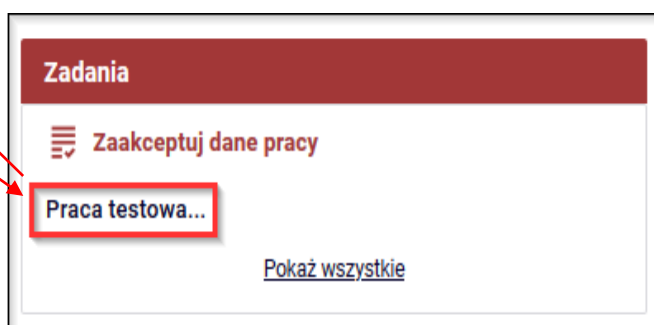 Zadania
Zaakceptuj dane pracy
Praca testowa...
Pokaż wszystkie